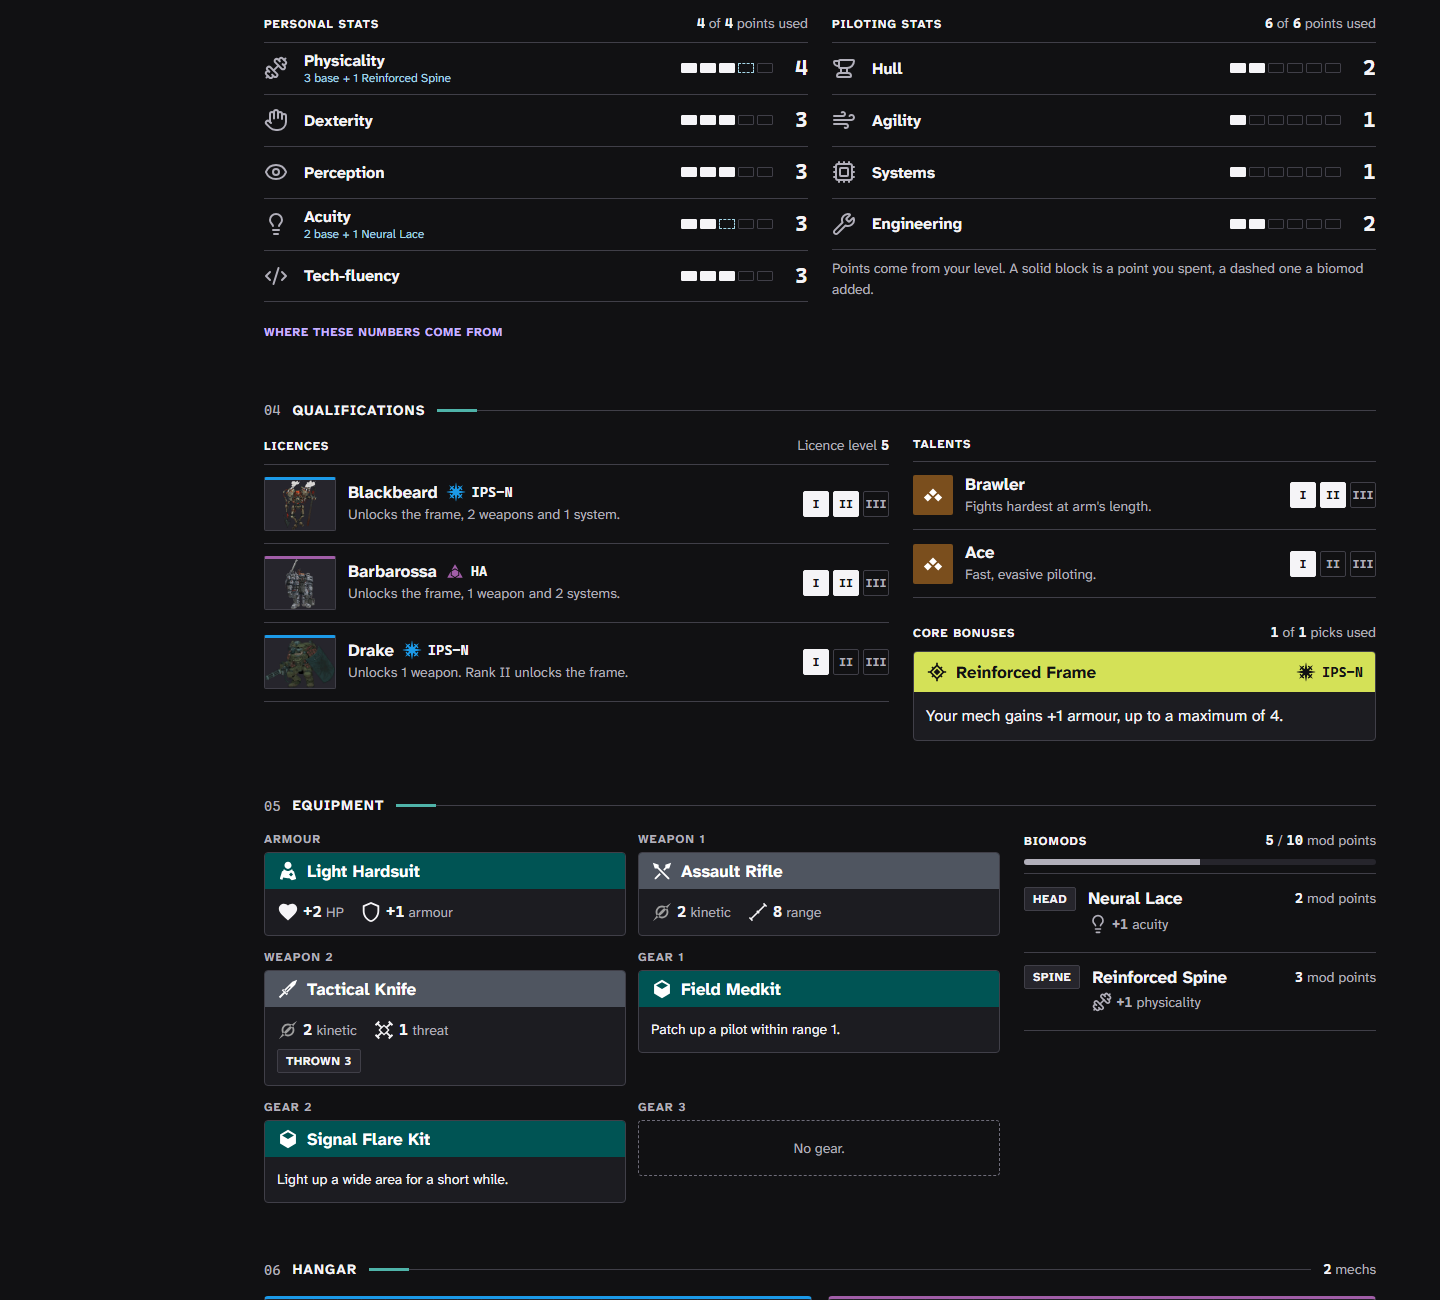 PERSONAL STATS
4 of 4 points used
Physicality
3 base + 1 Reinforced Spine
4
Dexterity
3
Perception
3
Acuity
2 base + 1 Neural Lace
3
Tech-fluency
3
WHERE THESE NUMBERS COME FROM
PILOTING STATS
6 of 6 points used
Hull
2
Agility
1
Systems
1
Engineering
2
Points come from your level. A solid block is a point you spent, a dashed one a biomod
added.
04 QUALIFICATIONS
LICENCES
Licence level 5
Blackbeard IPS-N
Unlocks the frame, 2 weapons and 1 system.
I II III
Barbarossa HA
Unlocks the frame, 1 weapon and 2 systems.
I II III
Drake IPS-N
Unlocks 1 weapon. Rank II unlocks the frame.
I II III
TALENTS
Brawler
Fights hardest at arm's length.
I II III
Ace
Fast, evasive piloting.
I II III
CORE BONUSES
1 of 1 picks used
Reinforced Frame
IPS-N
Your mech gains +1 armour, up to a maximum of 4.
05 EQUIPMENT
ARMOUR
Light Hardsuit
+2 HP +1 armour
WEAPON 1
Assault Rifle
2 kinetic 8 range
WEAPON 2
Tactical Knife
2 kinetic 1 threat
THROWN 3
GEAR 1
Field Medkit
Patch up a pilot within range 1.
GEAR 2
Signal Flare Kit
Light up a wide area for a short while.
GEAR 3
No gear.
BIOMODS
5 / 10 mod points
HEAD Neural Lace
2 mod points
+1 acuity
SPINE Reinforced Spine
3 mod points
+1 physicality
06 HANGAR
2 mechs